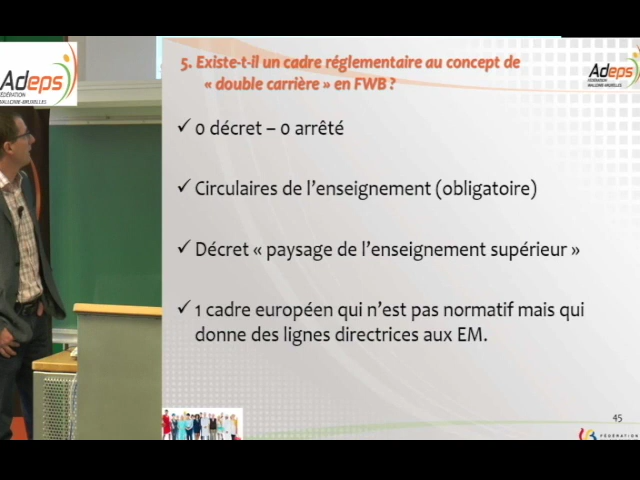 Adeps
FÉDÉRATION
WALLONIE-BRUXELLES
5. Existe-t-il un cadre réglementaire au concept de
« double carrière » en FWB ?
Adeps
FÉDÉRATION
WALLONIE-BRUXELLES
✓ 0 décret – 0 arrêté
✓ Circulaires de l'enseignement (obligatoire)
✓ Décret « paysage de l'enseignement supérieur »
✓ 1 cadre européen qui n'est pas normatif mais qui
donne des lignes directrices aux EM.
45
FÉDÉRATION